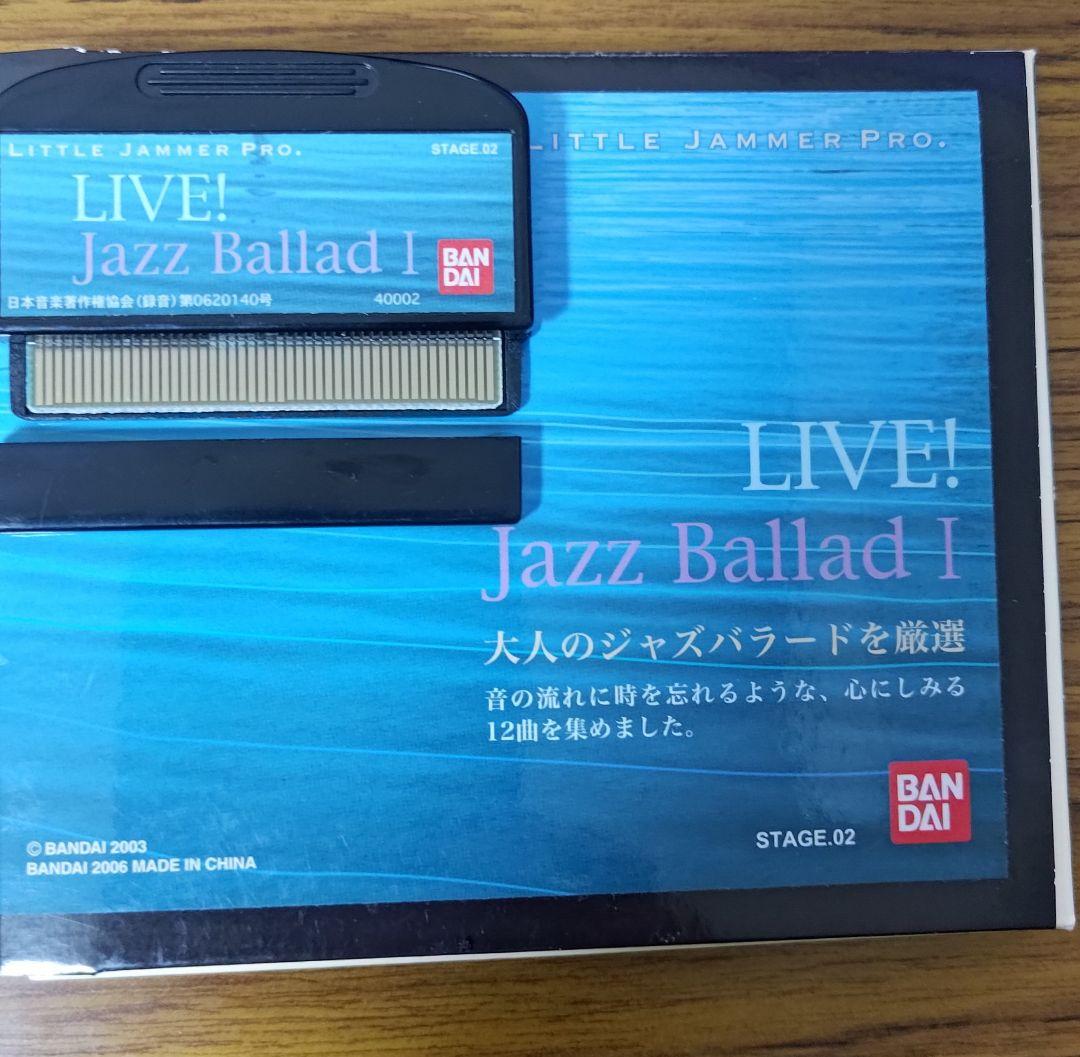 LITTLE JAMMER PRO.
STAGE.02
LIVE!
Jazz Ballad I
BAN
DAI
日本音楽著作権協会(録音)第0620140号
40002
LITTLE JAMMER PRO.
LIVE!
Jazz Ballad I
大人のジャズバラードを厳選
音の流れに時を忘れるような、心にしみる
12曲を集めました。
BAN
DAI
STAGE.02
© BANDAI 2003
BANDAI 2006 MADE IN CHINA